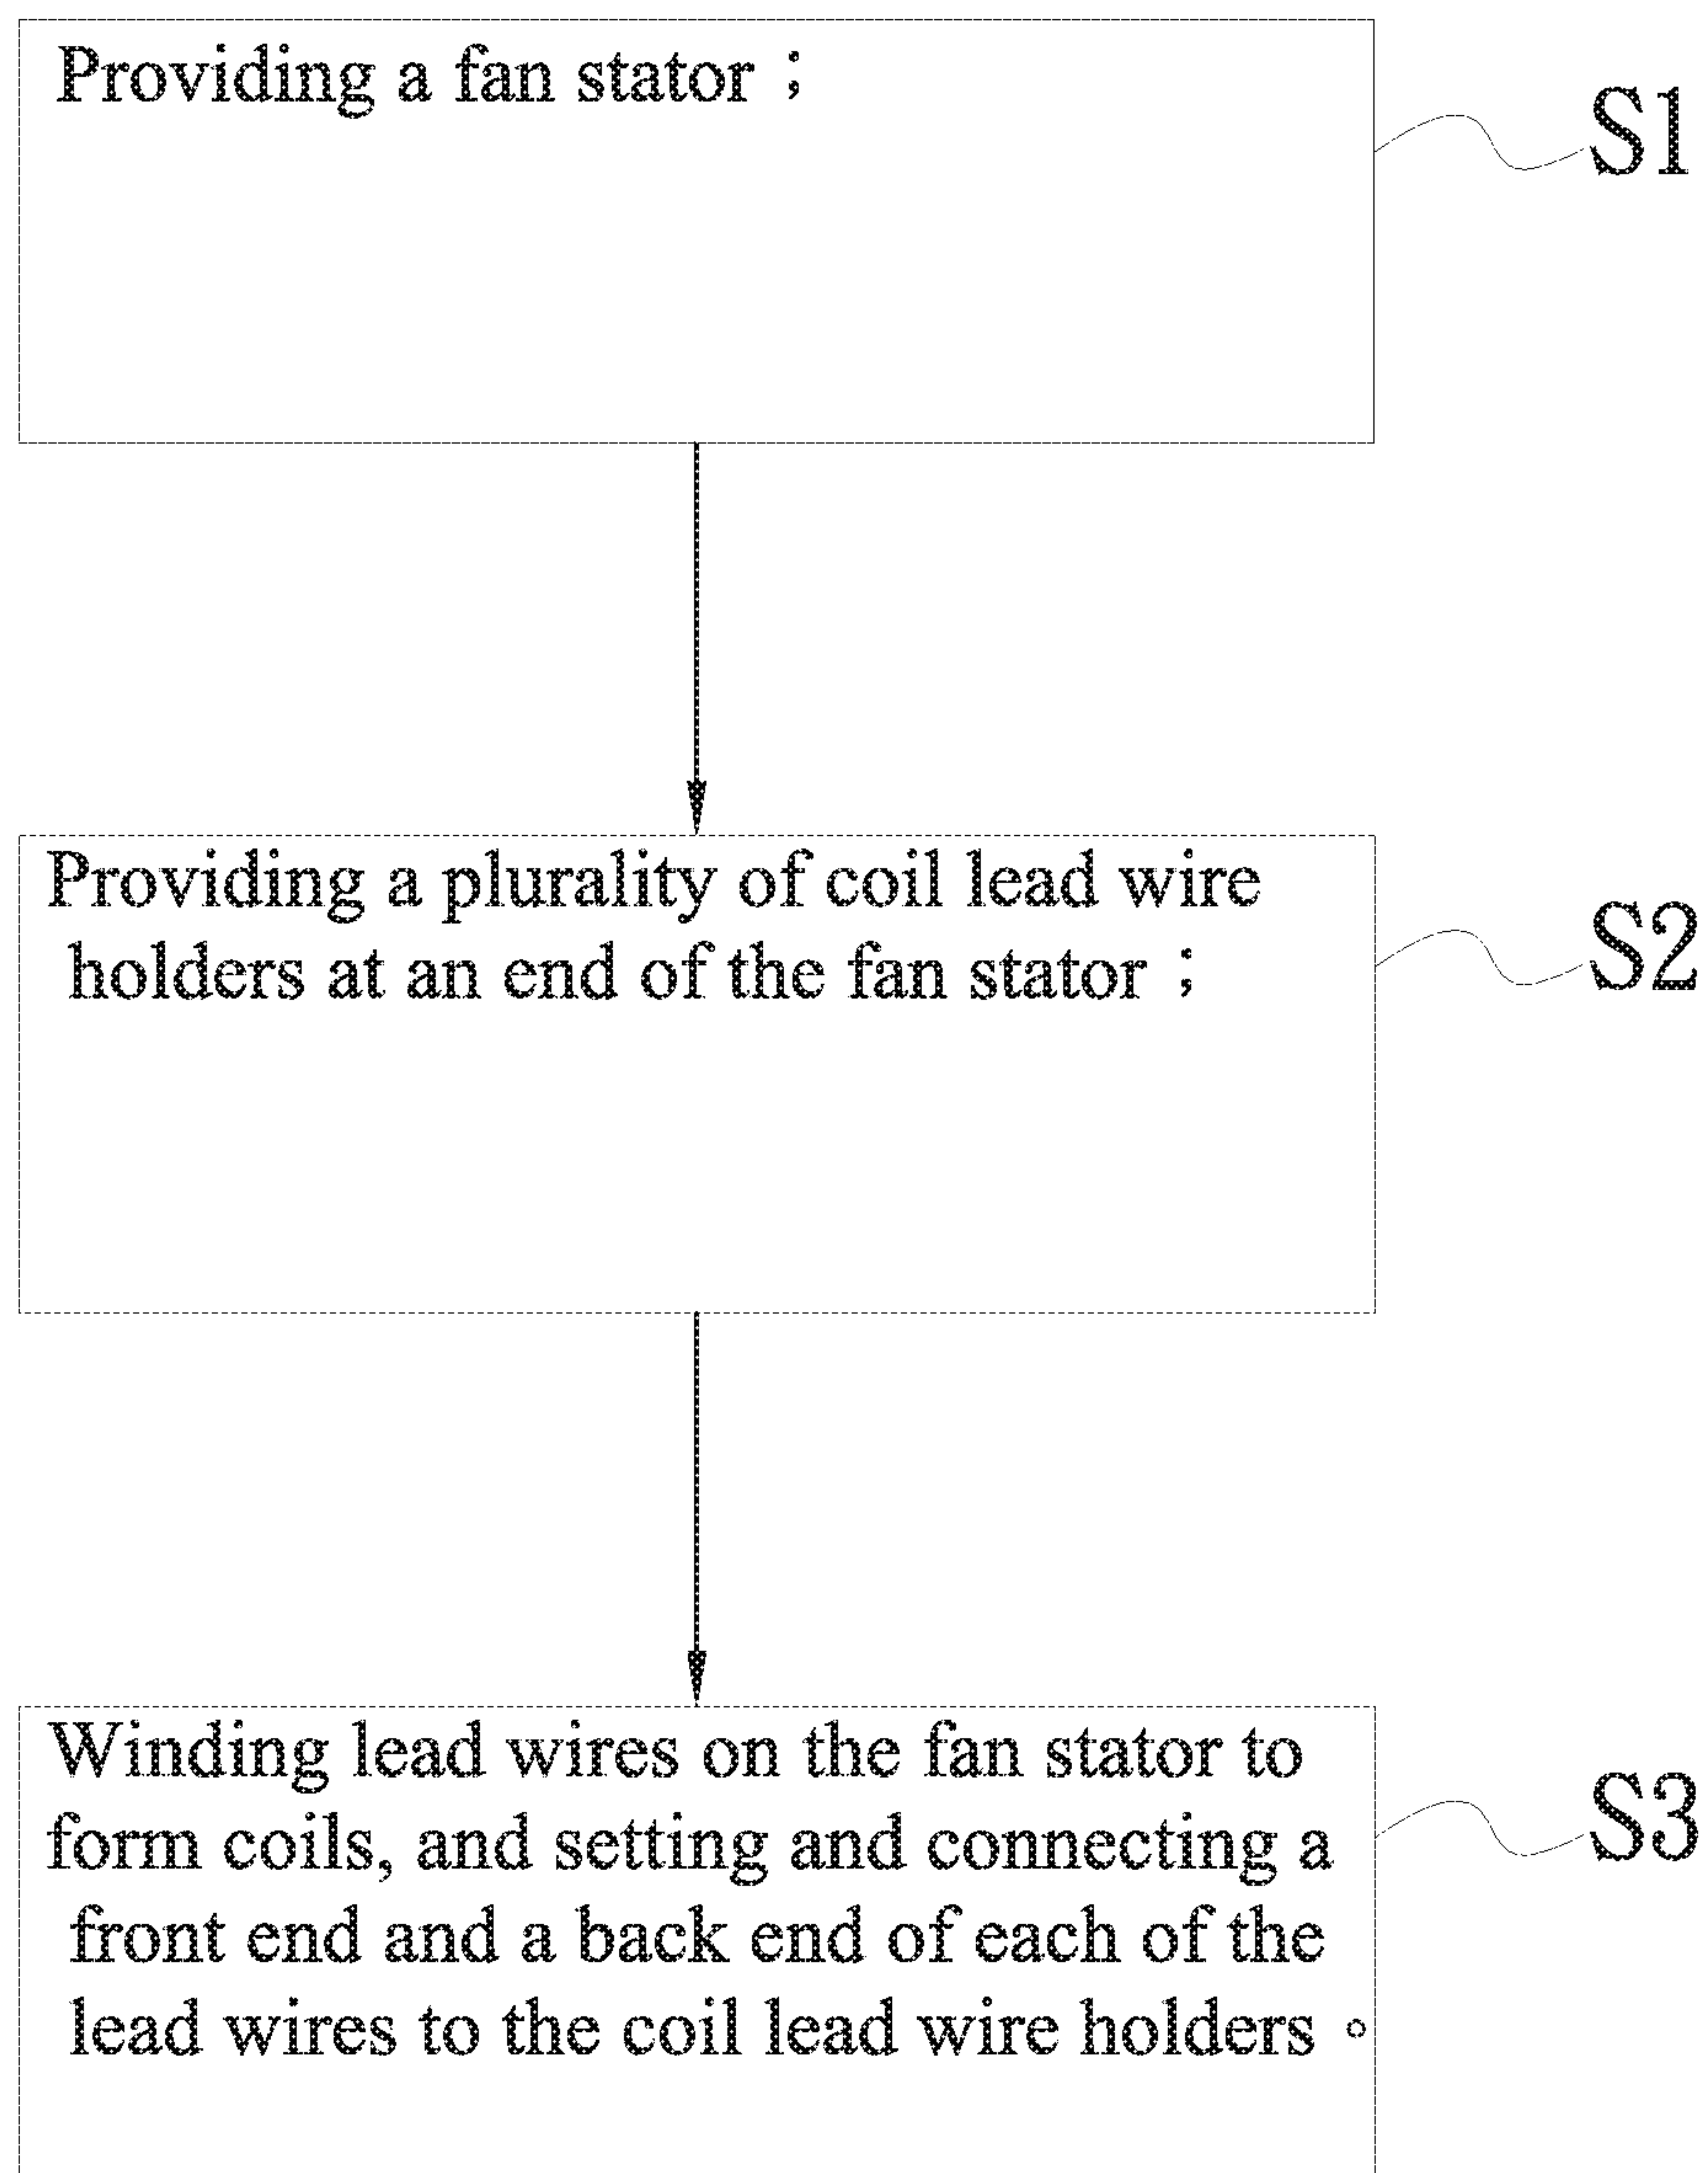 Providing a fan stator；
S1
Providing a plurality of coil lead wire
holders at an end of the fan stator；
S2
Winding lead wires on the fan stator to
form coils, and setting and connecting a
front end and a back end of each of the
lead wires to the coil lead wire holders。
S3